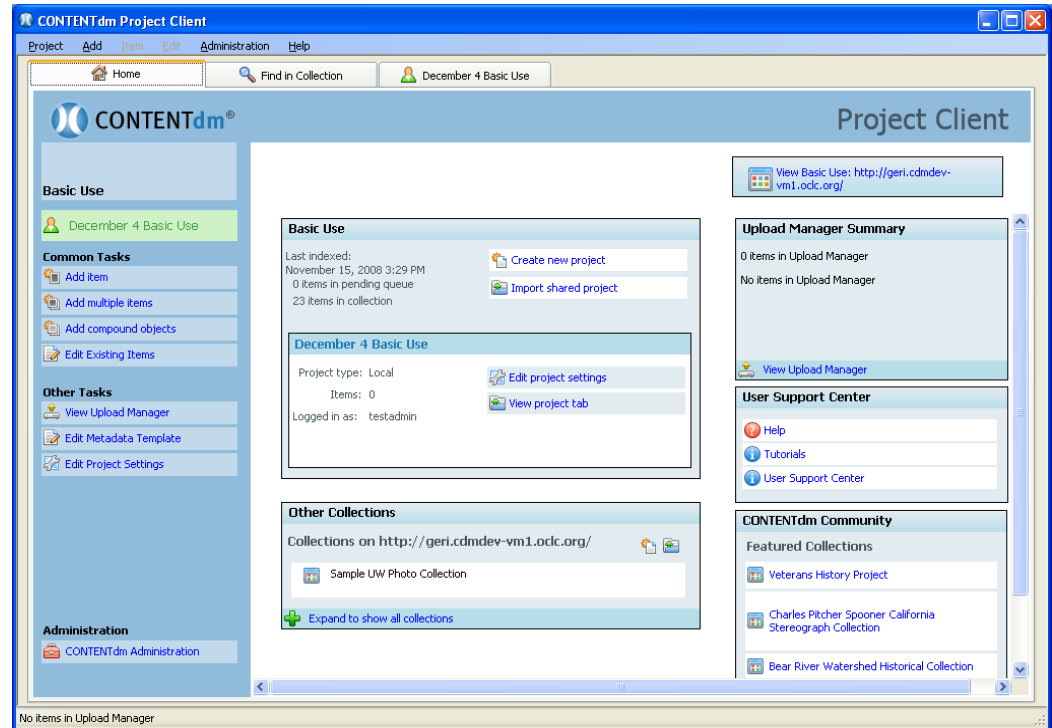 CONTENTdm Project Client
Project Add Item Edit Administration Help
Home Find in Collection December 4 Basic Use
CONTENTdm® Project Client
View Basic Use: http://geri.cdmdev-
vm1.oclc.org/
Basic Use
December 4 Basic Use
Common Tasks
Add item
Add multiple items
Add compound objects
Edit Existing Items
Other Tasks
View Upload Manager
Edit Metadata Template
Edit Project Settings
Administration
CONTENTdm Administration
Basic Use
Last indexed:
November 15, 2008 3:29 PM
0 items in pending queue
23 items in collection
Create new project
Import shared project
December 4 Basic Use
Project type: Local
Items: 0
Logged in as: testadmin
Edit project settings
View project tab
Other Collections
Collections on http://geri.cdmdev-vm1.oclc.org/
Sample UW Photo Collection
Expand to show all collections
Upload Manager Summary
0 items in Upload Manager
No items in Upload Manager
View Upload Manager
User Support Center
Help
Tutorials
User Support Center
CONTENTdm Community
Featured Collections
Veterans History Project
Charles Pitcher Spooner California
Stereograph Collection
Bear River Watershed Historical Collection
No items in Upload Manager